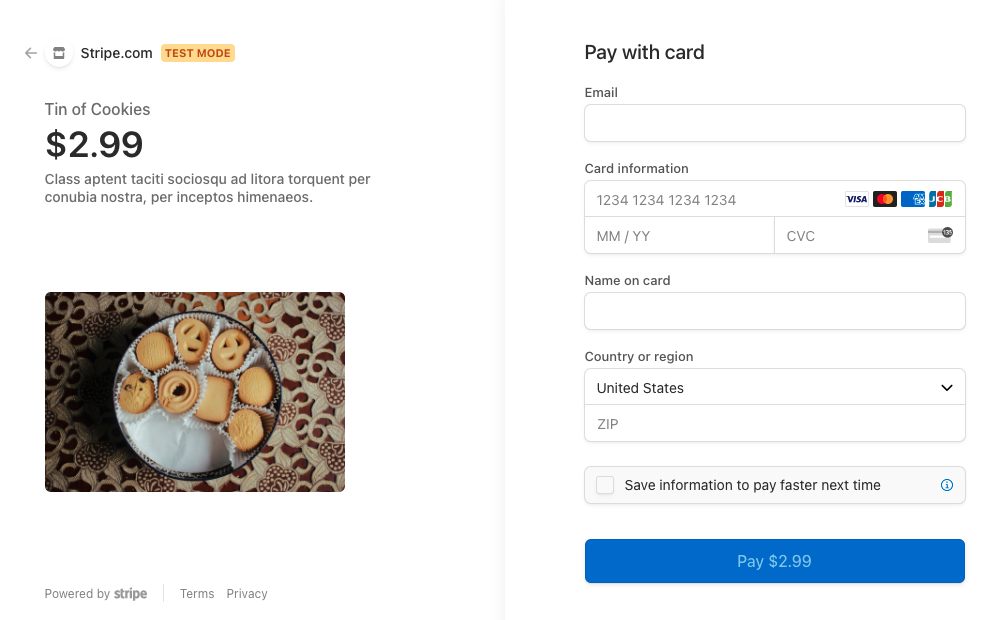 Stripe.com TEST MODE
Tin of Cookies
$2.99
Class aptent taciti sociosqu ad litora torquent per
conubia nostra, per inceptos himenaeos.
Powered by stripe
Terms Privacy
Pay with card
Email
Card information
1234 1234 1234 1234 VISA JCB
MM / YY
CVC 135
Name on card
Country or region
United States
ZIP
Save information to pay faster next time
Pay $2.99